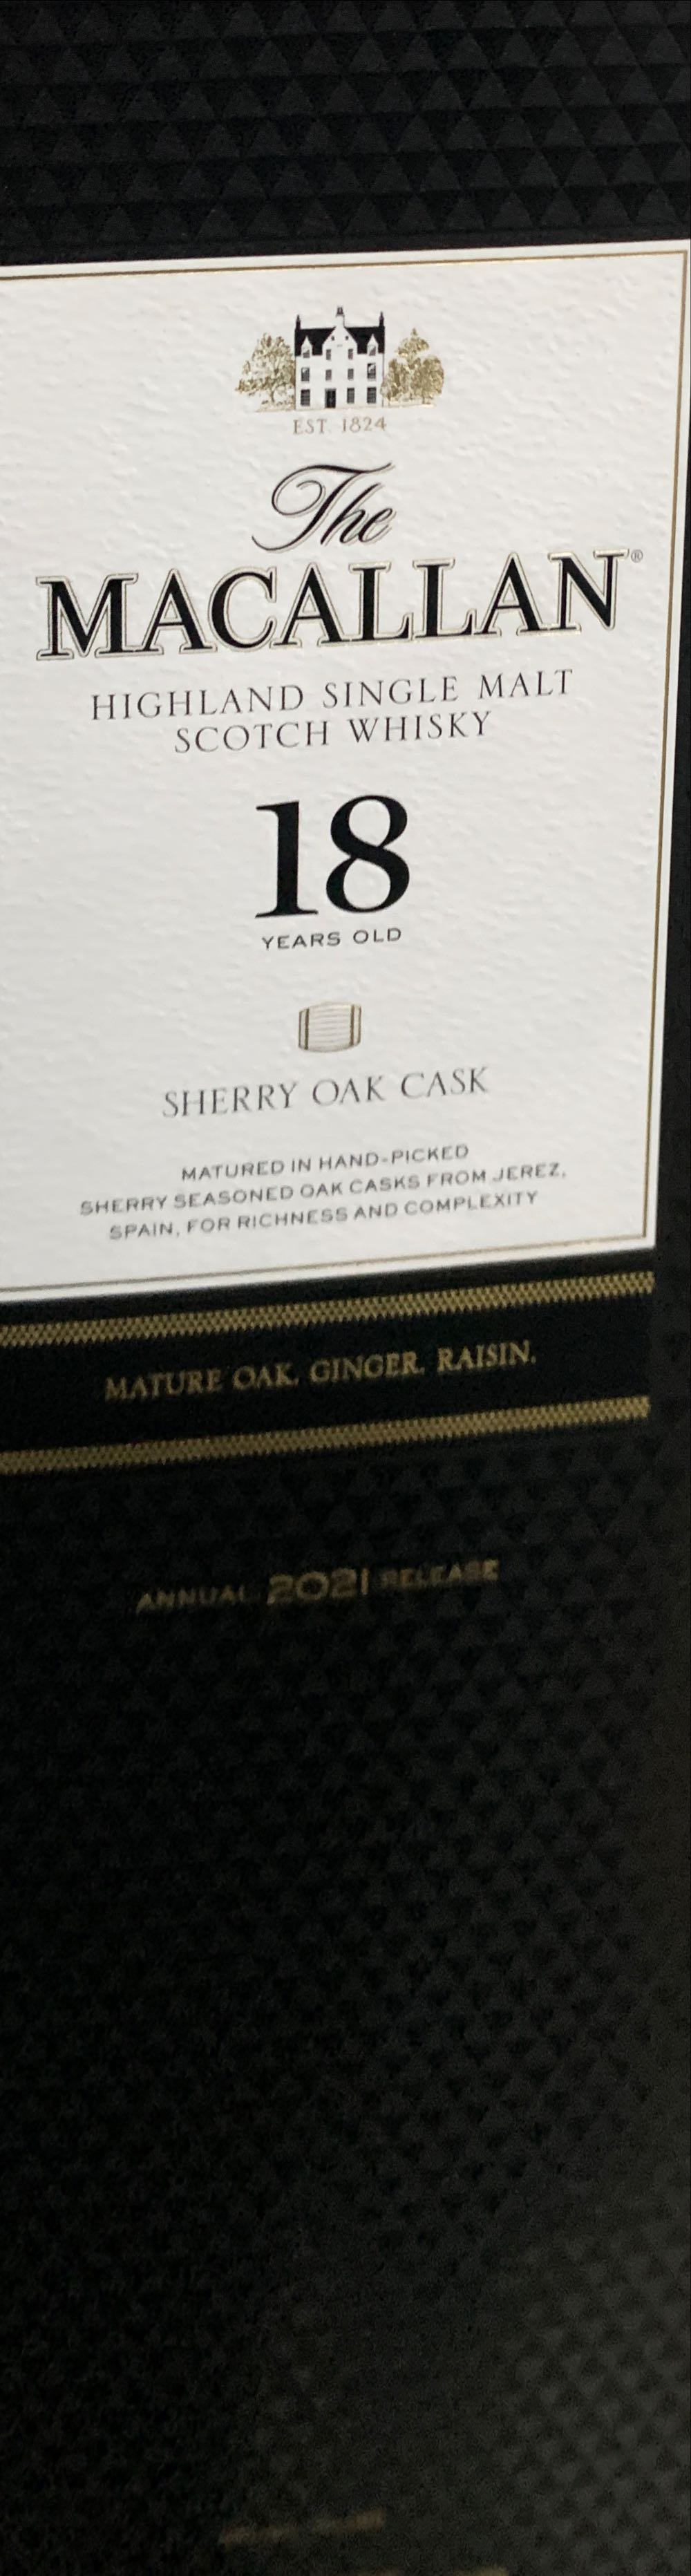 EST. 1824
The
MACALLAN®
HIGHLAND SINGLE MALT
SCOTCH WHISKY
18
YEARS OLD
SHERRY OAK CASK
MATURED IN HAND-PICKED
SHERRY SEASONED OAK CASKS FROM JEREZ,
SPAIN, FOR RICHNESS AND COMPLEXITY
MATURE OAK. GINGER. RAISIN.
ANNUAL 2021 RELEASE